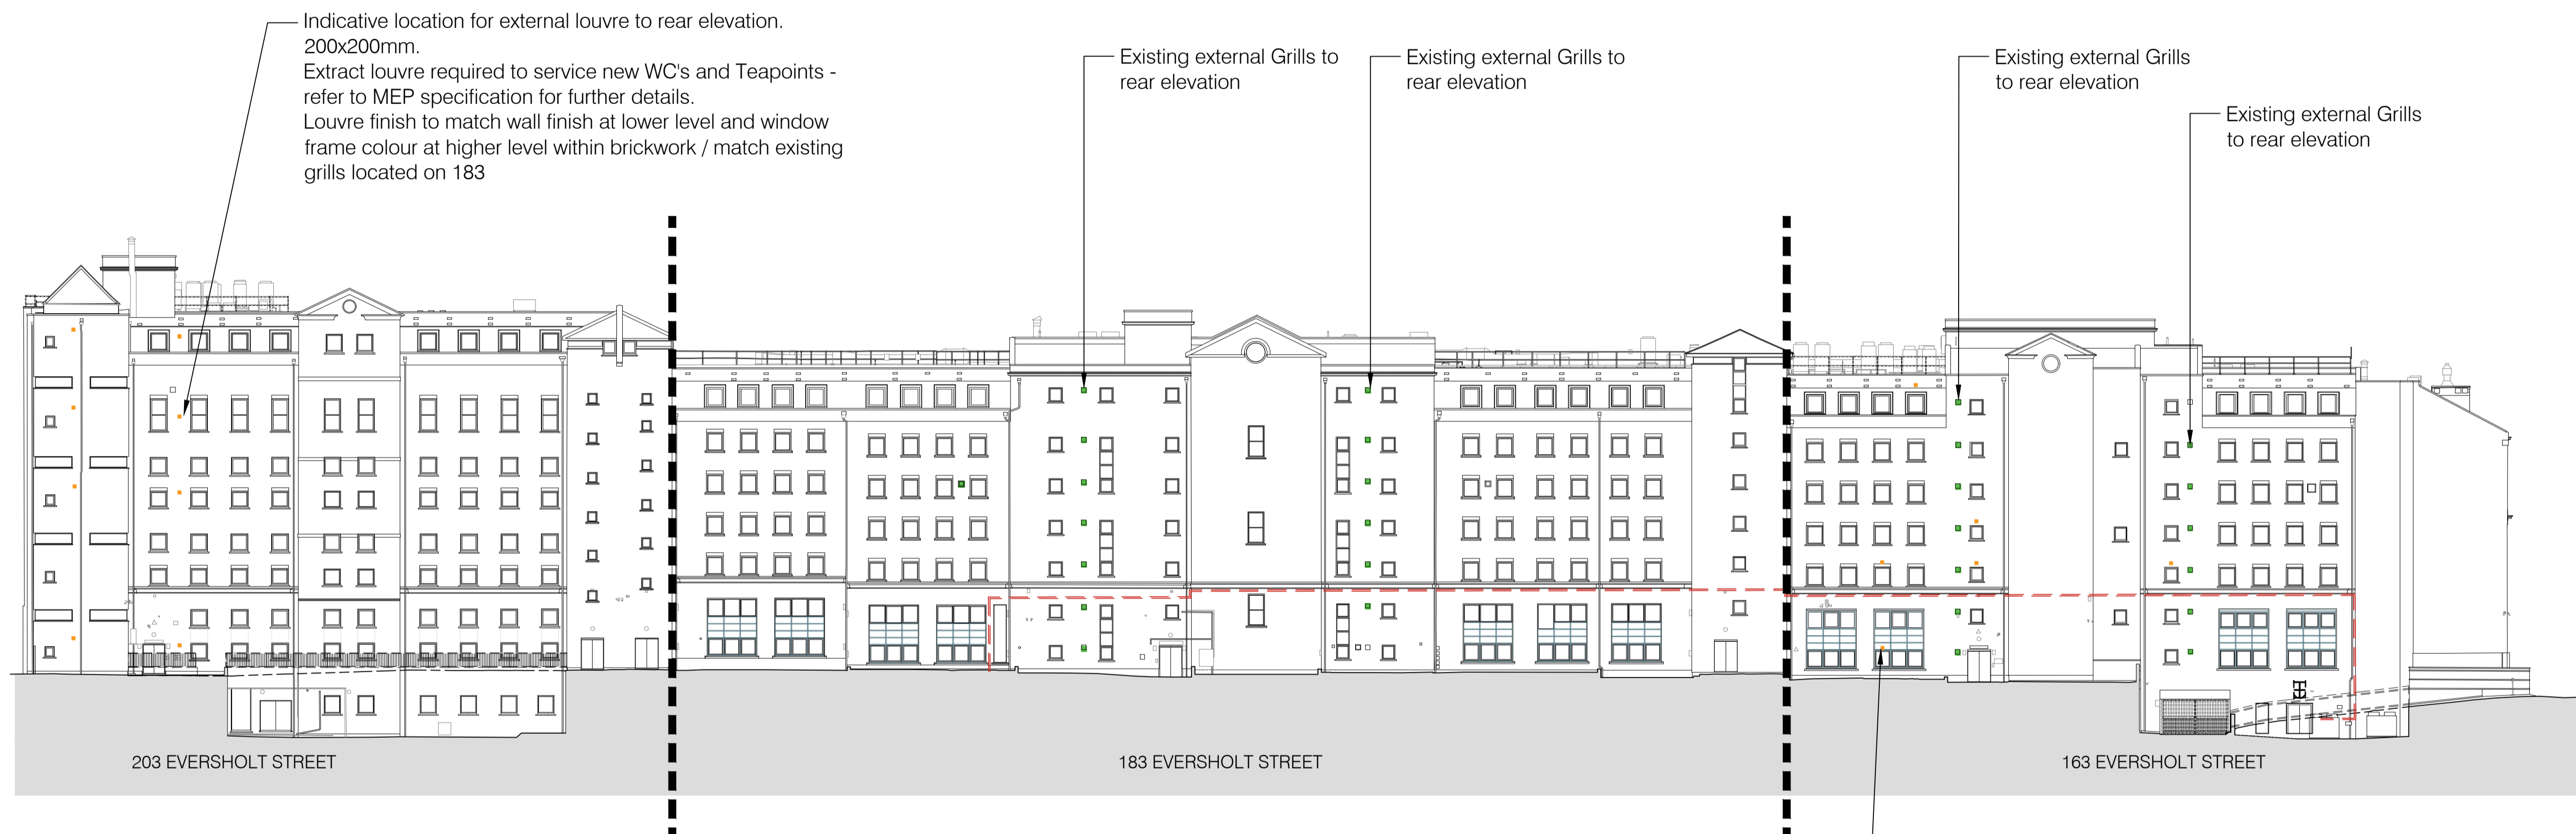 Indicative location for external louvre to rear elevation.
200x200mm.
Extract louvre required to service new WC's and Teapoints -
refer to MEP specification for further details.
Louvre finish to match wall finish at lower level and window
frame colour at higher level within brickwork / match existing
grills located on 183
Existing external Grills to
rear elevation
Existing external Grills to
rear elevation
Existing external Grills
to rear elevation
Existing external Grills
to rear elevation
203 EVERSHOLT STREET
183 EVERSHOLT STREET
163 EVERSHOLT STREET